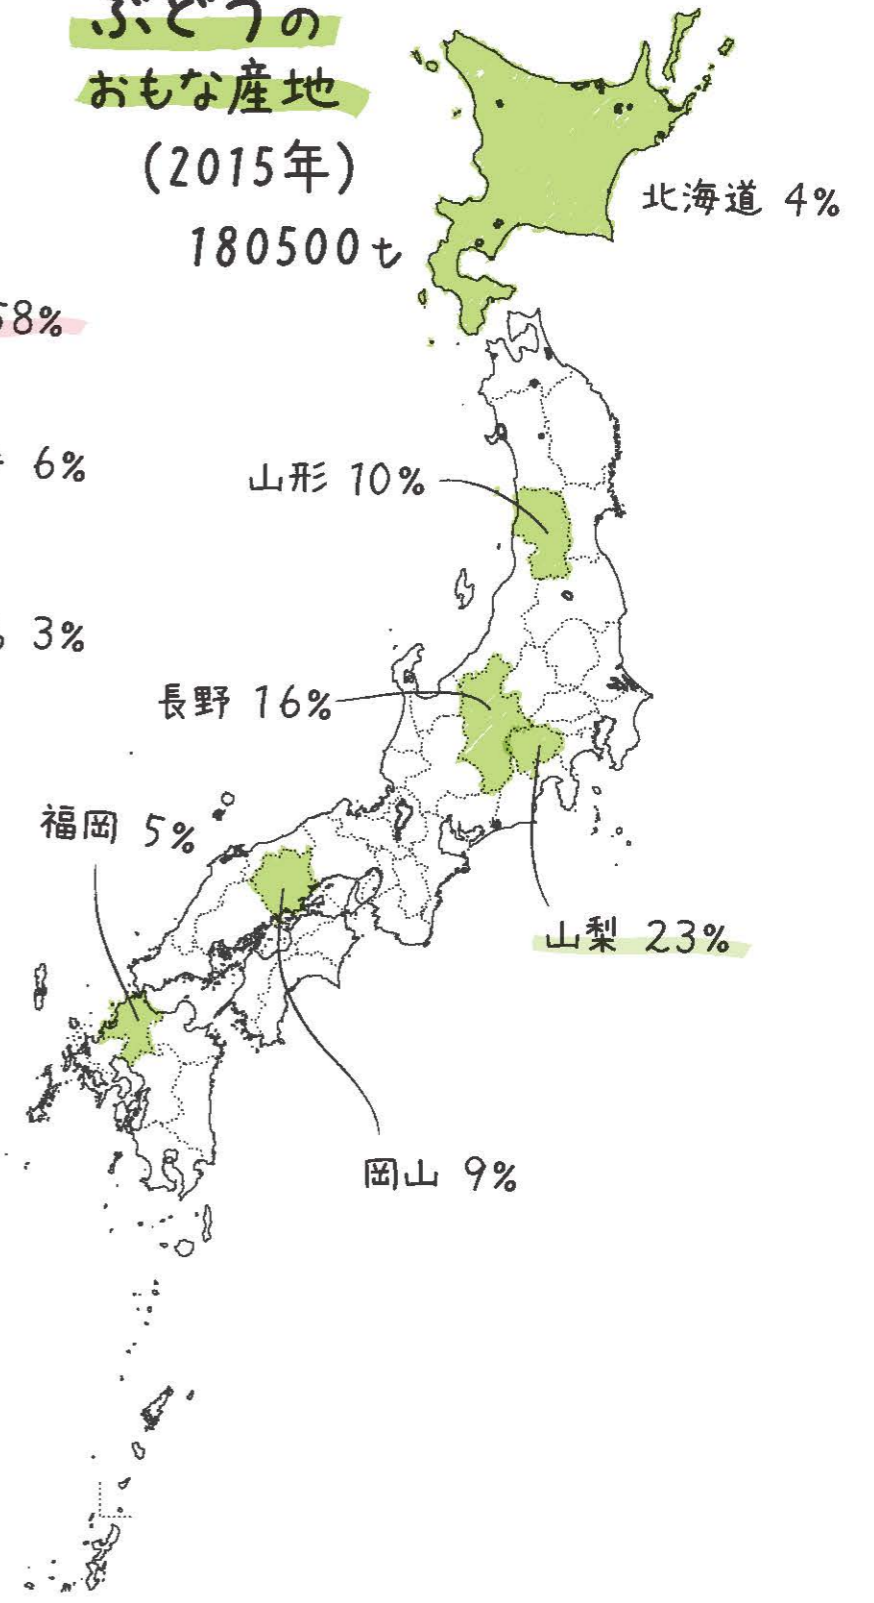 ぶどうの
おもな産地
(2015年)
180500t
北海道 4%
58%
6%
山形 10%
3%
長野 16%
福岡 5%
山梨 23%
岡山 9%